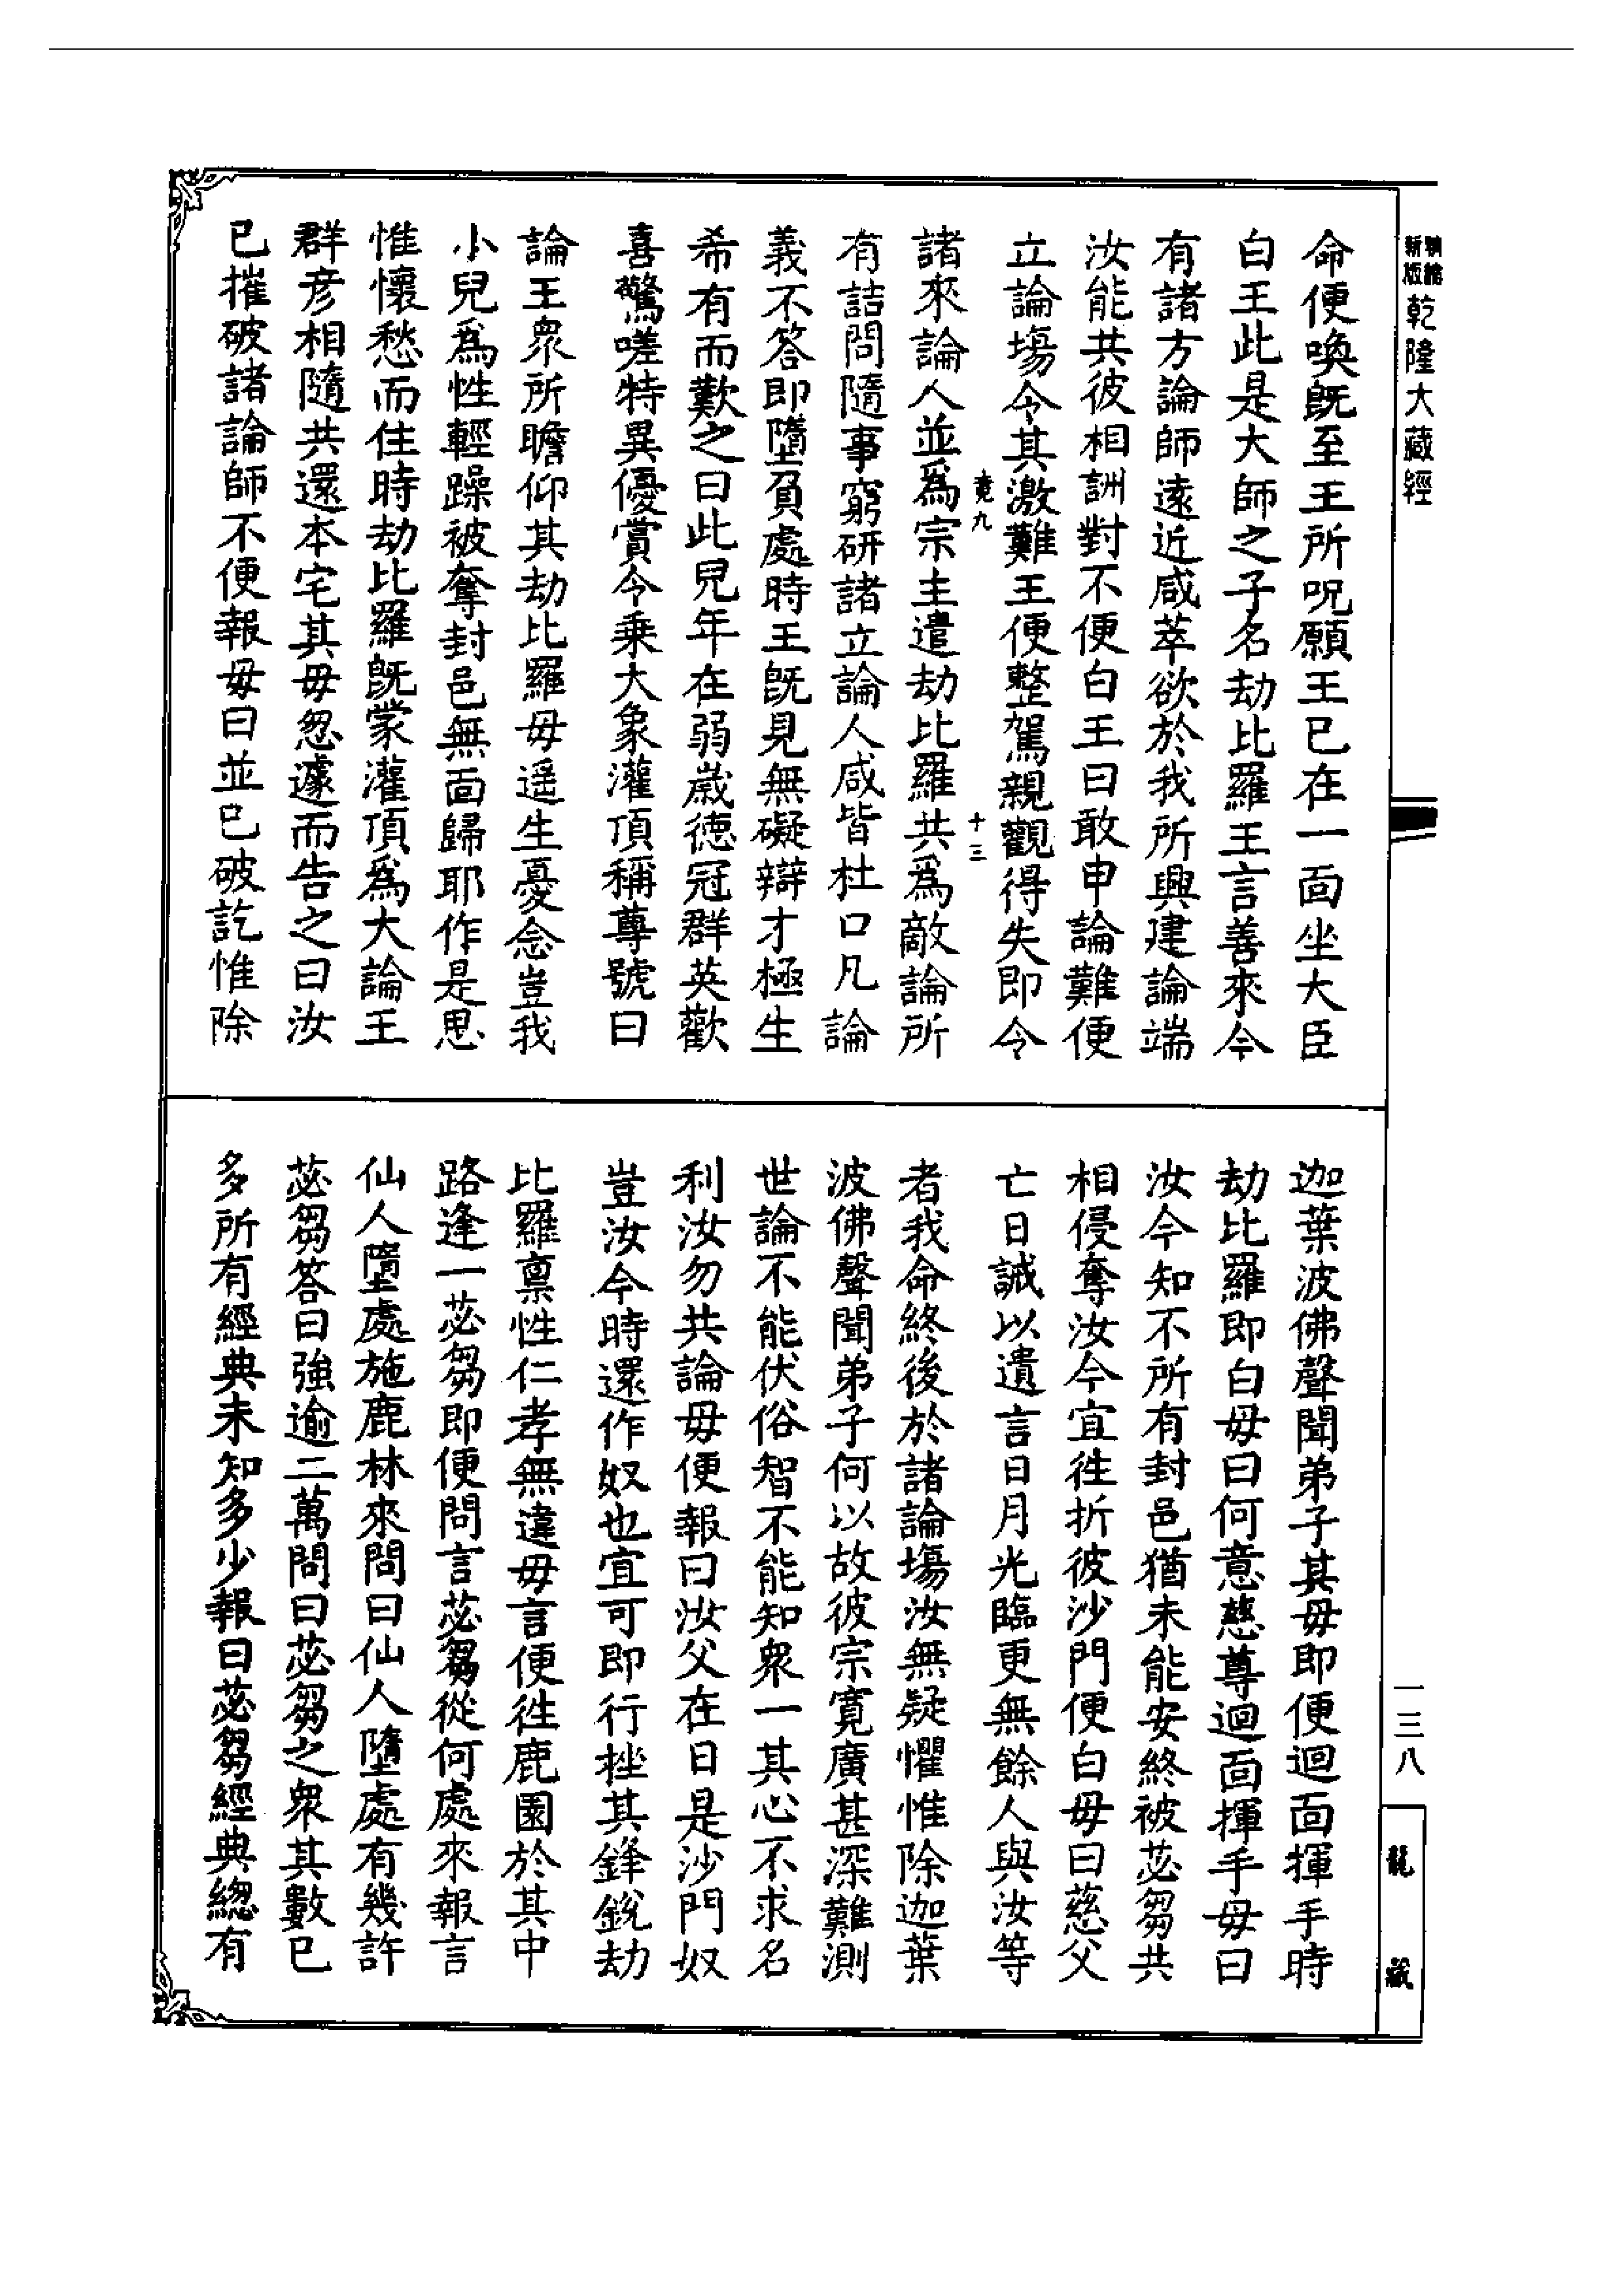 新版精縮乾隆大藏經
命便喚旣至王所呪願王已在一面坐大臣
白王此是大師之子名劫比羅王言善來今
有諸方論師遠近咸萃欲於我所興建論端
汝能共彼相詶對不便白王曰敢申論難便
立論場令其激難王便整駕親觀得失即令
竟九
十三
諸來論人並爲宗主遣劫比羅共爲敵論所
有詰問隨事窮研諸立論人咸皆杜口凡論
義不答即墮負處時王旣見無礙辯才極生
希有而歎之曰此兒年在弱歲德冠群英歡
喜驚嗟特異優賞令乘大象灌頂稱尊號曰
論王衆所瞻仰其劫比羅毋遥生憂念豈我
小兒爲性輕躁被奪封邑無面歸耶作是思
惟懷愁而住時劫比羅旣蒙灌頂爲大論王
群彦相隨共還本宅其毋忽遽而告之曰汝
已摧破諸論師不便報毋曰並已破訖惟除
迦葉波佛聲聞弟子其毋即便迴面揮手時
劫比羅即白毋曰何意慈尊迴面揮手毋曰
汝今知不所有封邑猶未能安終被苾芻共
相侵奪汝今宜徃折彼沙門便白毋曰慈父
亡日誡以遺言日月光臨更無餘人與汝等
者我命終後於諸論場汝無疑懼惟除迦葉
波佛聲聞弟子何以故彼宗寬廣甚深難測
世論不能伏俗智不能知衆一其心不求名
利汝勿共論毋便報曰汝父在日是沙門奴
豈汝今時還作奴也宜可即行挫其鋒銳劫
比羅禀性仁孝無違毋言便徃鹿園於其中
路逢一苾芻即便問言苾芻從何處來報言
仙人墮處施鹿林來問曰仙人墮處有幾許
苾芻答曰強逾二萬問曰苾芻之衆其數已
多所有經典未知多少報曰苾芻經典緫有
一三八
龍藏